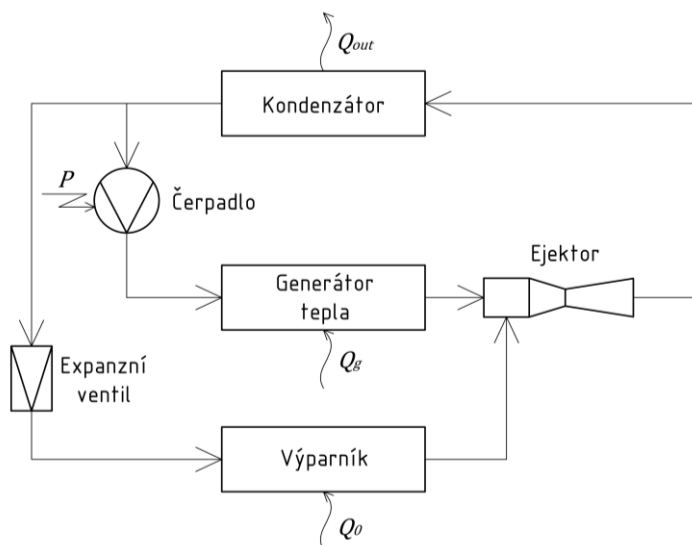 Qout
Kondenzátor
P
Čerpadlo
Ejektor
Generátor
tepla
Qg
Expanzní
ventil
Výparník
Q0